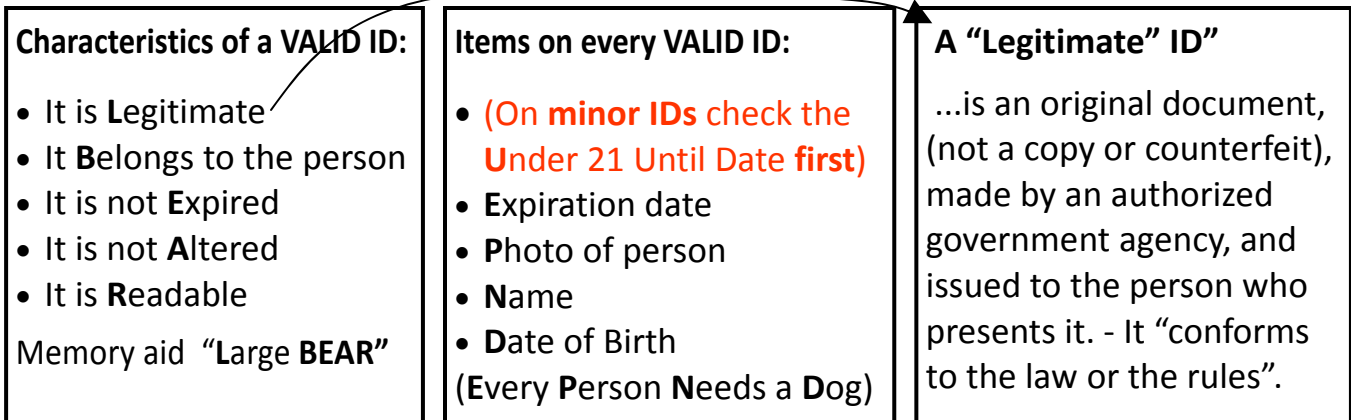 Characteristics of a VALID ID:
• It is Legitimate
• It Belongs to the person
• It is not Expired
• It is not Altered
• It is Readable
Memory aid “Large BEAR”
Items on every VALID ID:
• (On minor IDs check the
Under 21 Until Date first)
• Expiration date
• Photo of person
• Name
• Date of Birth
(Every Person Needs a Dog)
A “Legitimate” ID”
...is an original document,
(not a copy or counterfeit),
made by an authorized
government agency, and
issued to the person who
presents it. - It “conforms
to the law or the rules”.